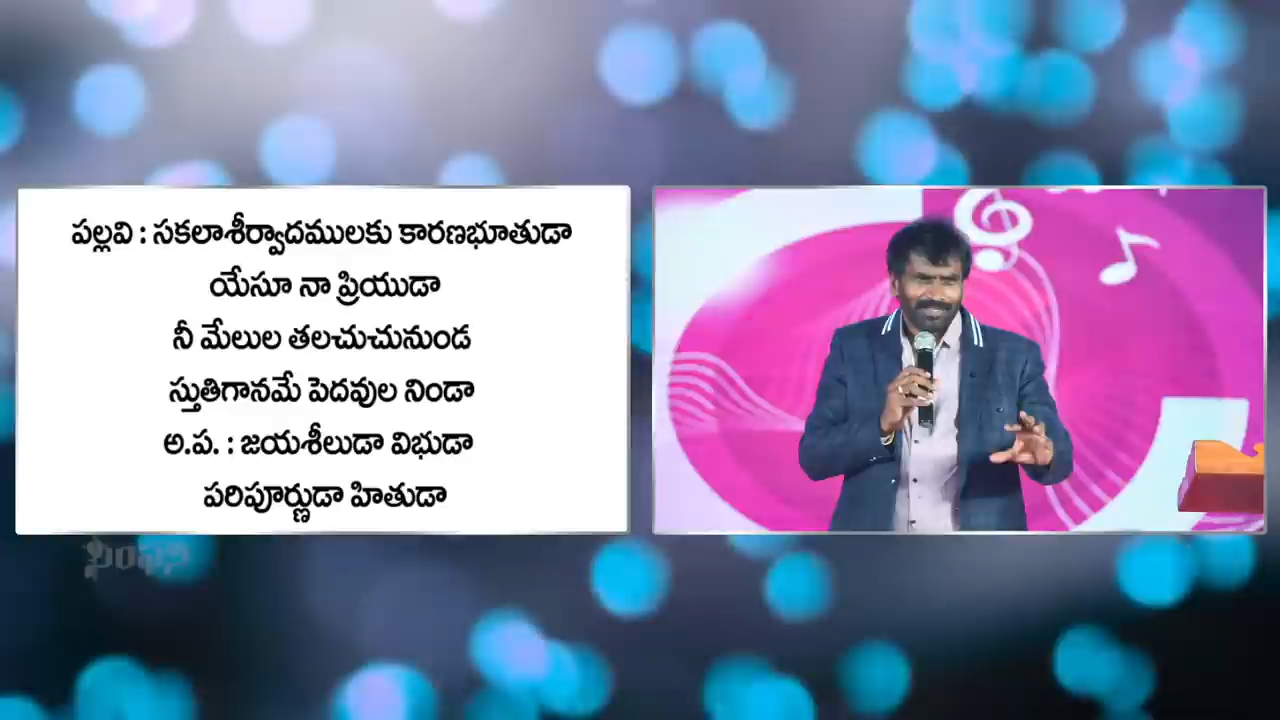 పల్లవి : సకలాశీర్వాదములకు కారణభూతుడా
యేసూ నా ప్రియుడా
నీ మేలుల తలచుచునుండ
స్తుతిగానమే పెదవుల నిండా
అ.ప. : జయశీలుడా విభుడా
పరిపూర్ణుడా హితుడా